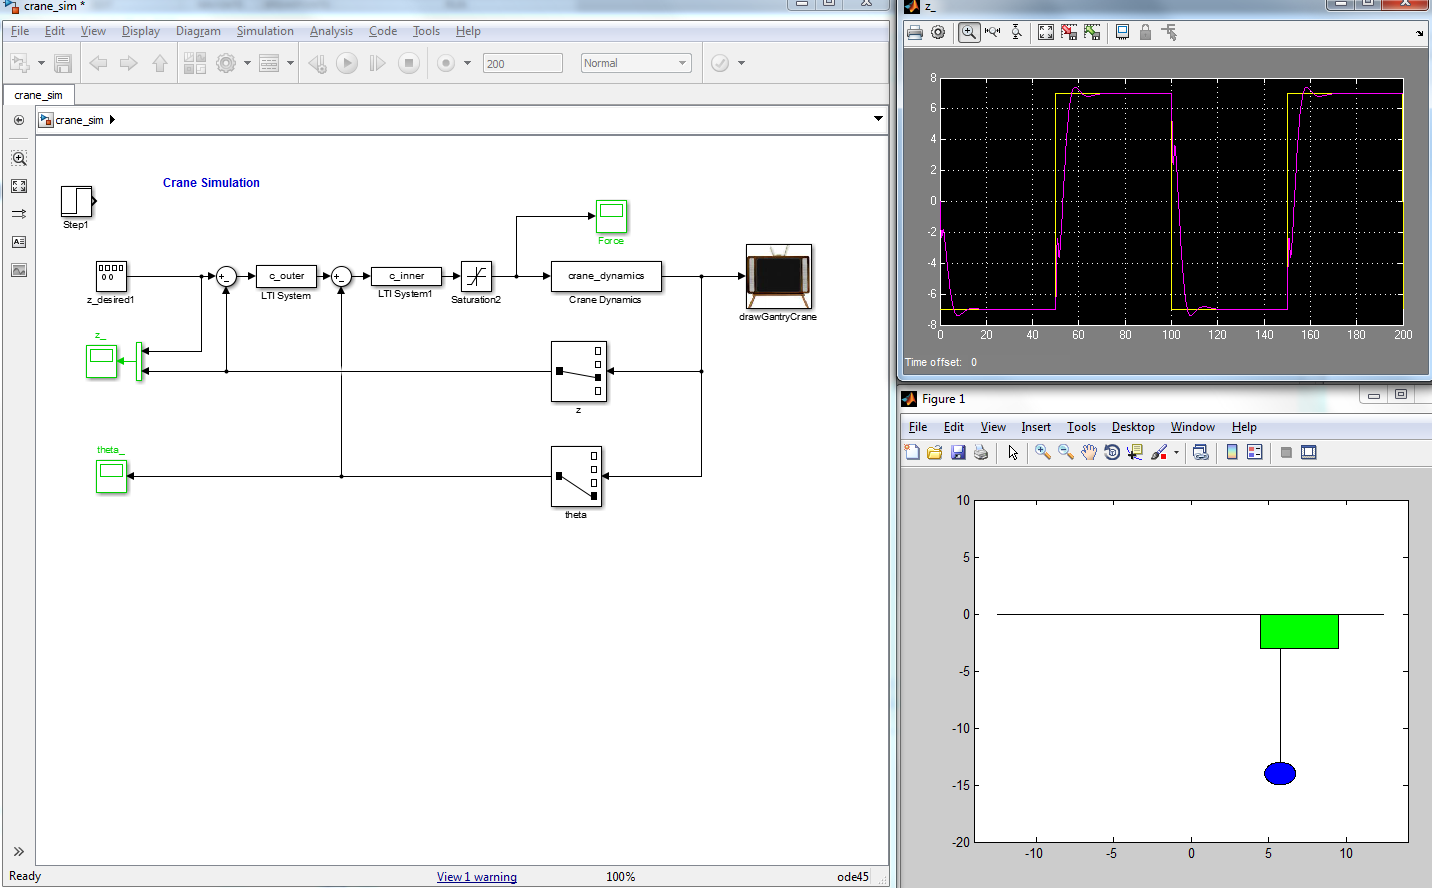 crane_sim *
File Edit View Display Diagram Simulation Analysis Code Tools Help
200
Normal
crane_sim
crane_sim
Crane Simulation
Step1
Force
z_desired1
c_outer
LTI System
c_inner
LTI System1
Saturation2
crane_dynamics
Crane Dynamics
drawGantryCrane
z_
z
theta_
theta
Ready
View 1 warning
100%
ode45
z_
8
6
4
2
0
-2
-4
-6
-8
0 20 40 60 80 100 120 140 160 180 200
Time offset: 0
Figure 1
File Edit View Insert Tools Desktop Window Help
10
5
0
-5
-10
-15
-20
-10 -5 0 5 10